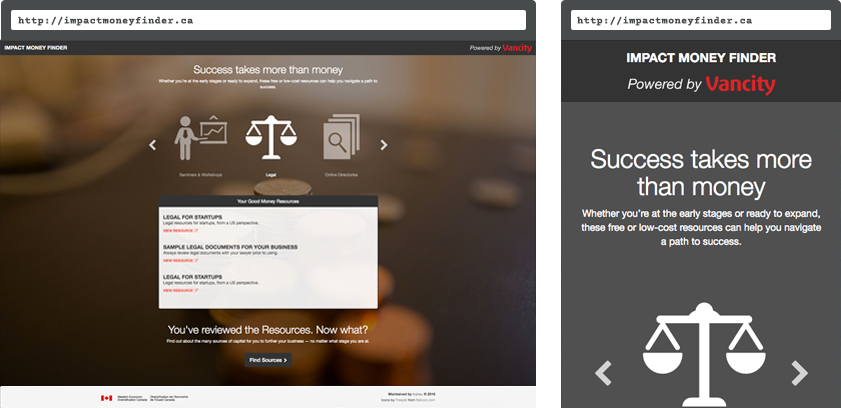 http://impactmoneyfinder.ca
IMPACT MONEY FINDER
Powered by Vancity
Success takes more than money
Whether you're at the early stages or ready to expand, these free or low-cost resources can help you navigate a path to
success.
Seminars & Workshops
Legal
Online Directories
Your Good Money Resources
LEGAL FOR STARTUPS
Legal resources for startups, from a US perspective.
VIEW RESOURCE
SAMPLE LEGAL DOCUMENTS FOR YOUR BUSINESS
Always review legal documents with your lawyer prior to using.
VIEW RESOURCE
LEGAL FOR STARTUPS
Legal resources for startups, from a US perspective.
VIEW RESOURCE
You've reviewed the Resources. Now what?
Find out about the many sources of capital for you to further your business — no matter what stage you are at.
Find Sources
Western Economic
Diversification Canada
Diversification de l'économie
de l'Ouest Canada
Maintained by
© 2016
Icons by
from
http://impactmoneyfinder.ca
IMPACT MONEY FINDER
Powered by Vancity
Success takes more
than money
Whether you're at the early stages or ready to expand,
these free or low-cost resources can help you navigate
a path to success.